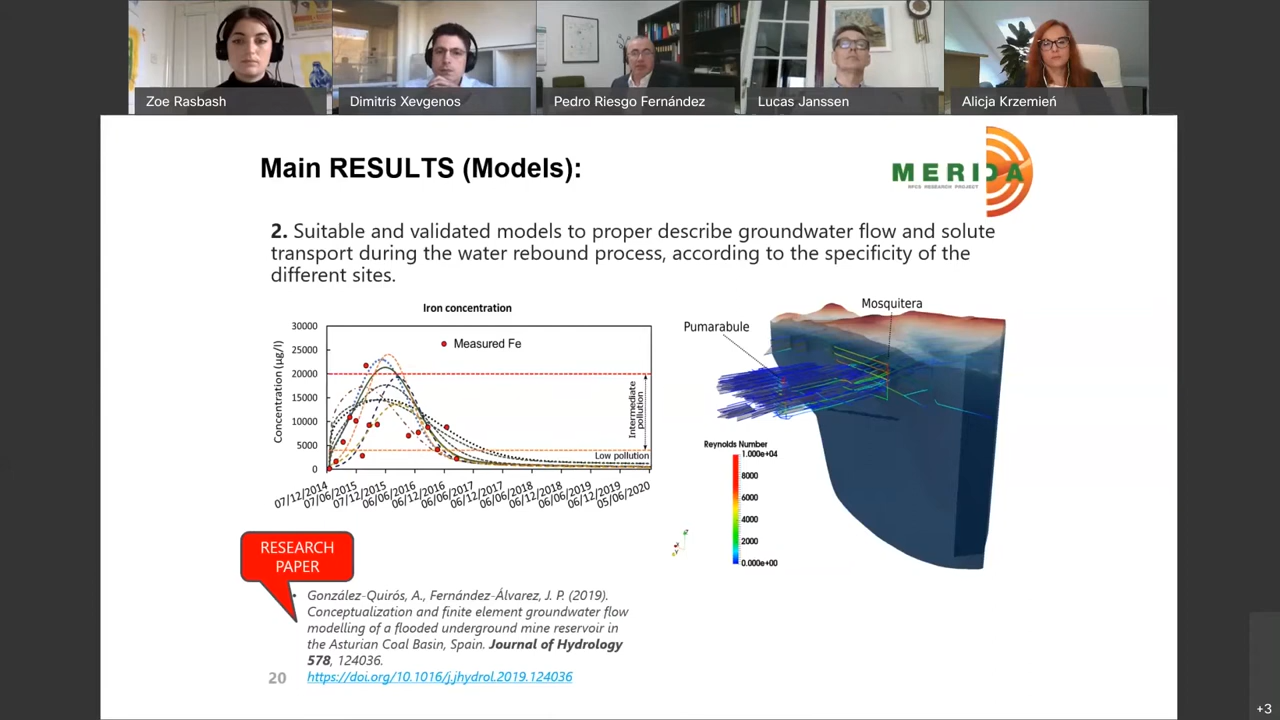 Zoe Rasbash
Dimitris Xevgenos
Pedro Riesgo Fernández
Lucas Janssen
Alicja Krzemień
Main RESULTS (Models):
MERIDA
RFCS RESEARCH PROJECT
2. Suitable and validated models to proper describe groundwater flow and solute
transport during the water rebound process, according to the specificity of the
different sites.
Iron concentration
30000
25000
20000
15000
10000
5000
0
Concentration (µg/l)
Measured Fe
Intermediate
pollution
Low pollution
07/12/2014
07/06/2015
07/12/2015
06/06/2016
06/12/2016
06/06/2017
06/12/2017
06/06/2018
06/12/2018
06/06/2019
06/12/2019
05/06/2020
Mosquitera
Pumarabule
Reynolds Number
1.000e+04
8000
6000
4000
2000
0.000e+00
RESEARCH
PAPER
• González-Quirós, A., Fernández-Álvarez, J. P. (2019).
Conceptualization and finite element groundwater flow
modelling of a flooded underground mine reservoir in
the Asturian Coal Basin, Spain. Journal of Hydrology
578, 124036.
https://doi.org/10.1016/j.jhydrol.2019.124036
20
+3